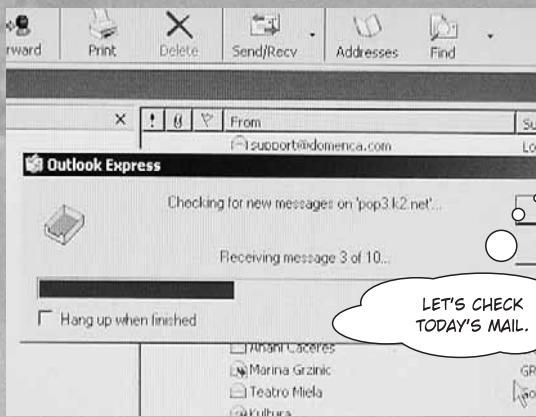 rward Print Delete Send/Recv Addresses Find
! From
support@domenca.com
Outlook Express
Checking for new messages on 'pop3.k2.net'...
Receiving message 3 of 10...
LET'S CHECK
TODAY'S MAIL.
Hang up when finished
Anani Caceres
Marina Grzinic
Teatro Miela
Kultura